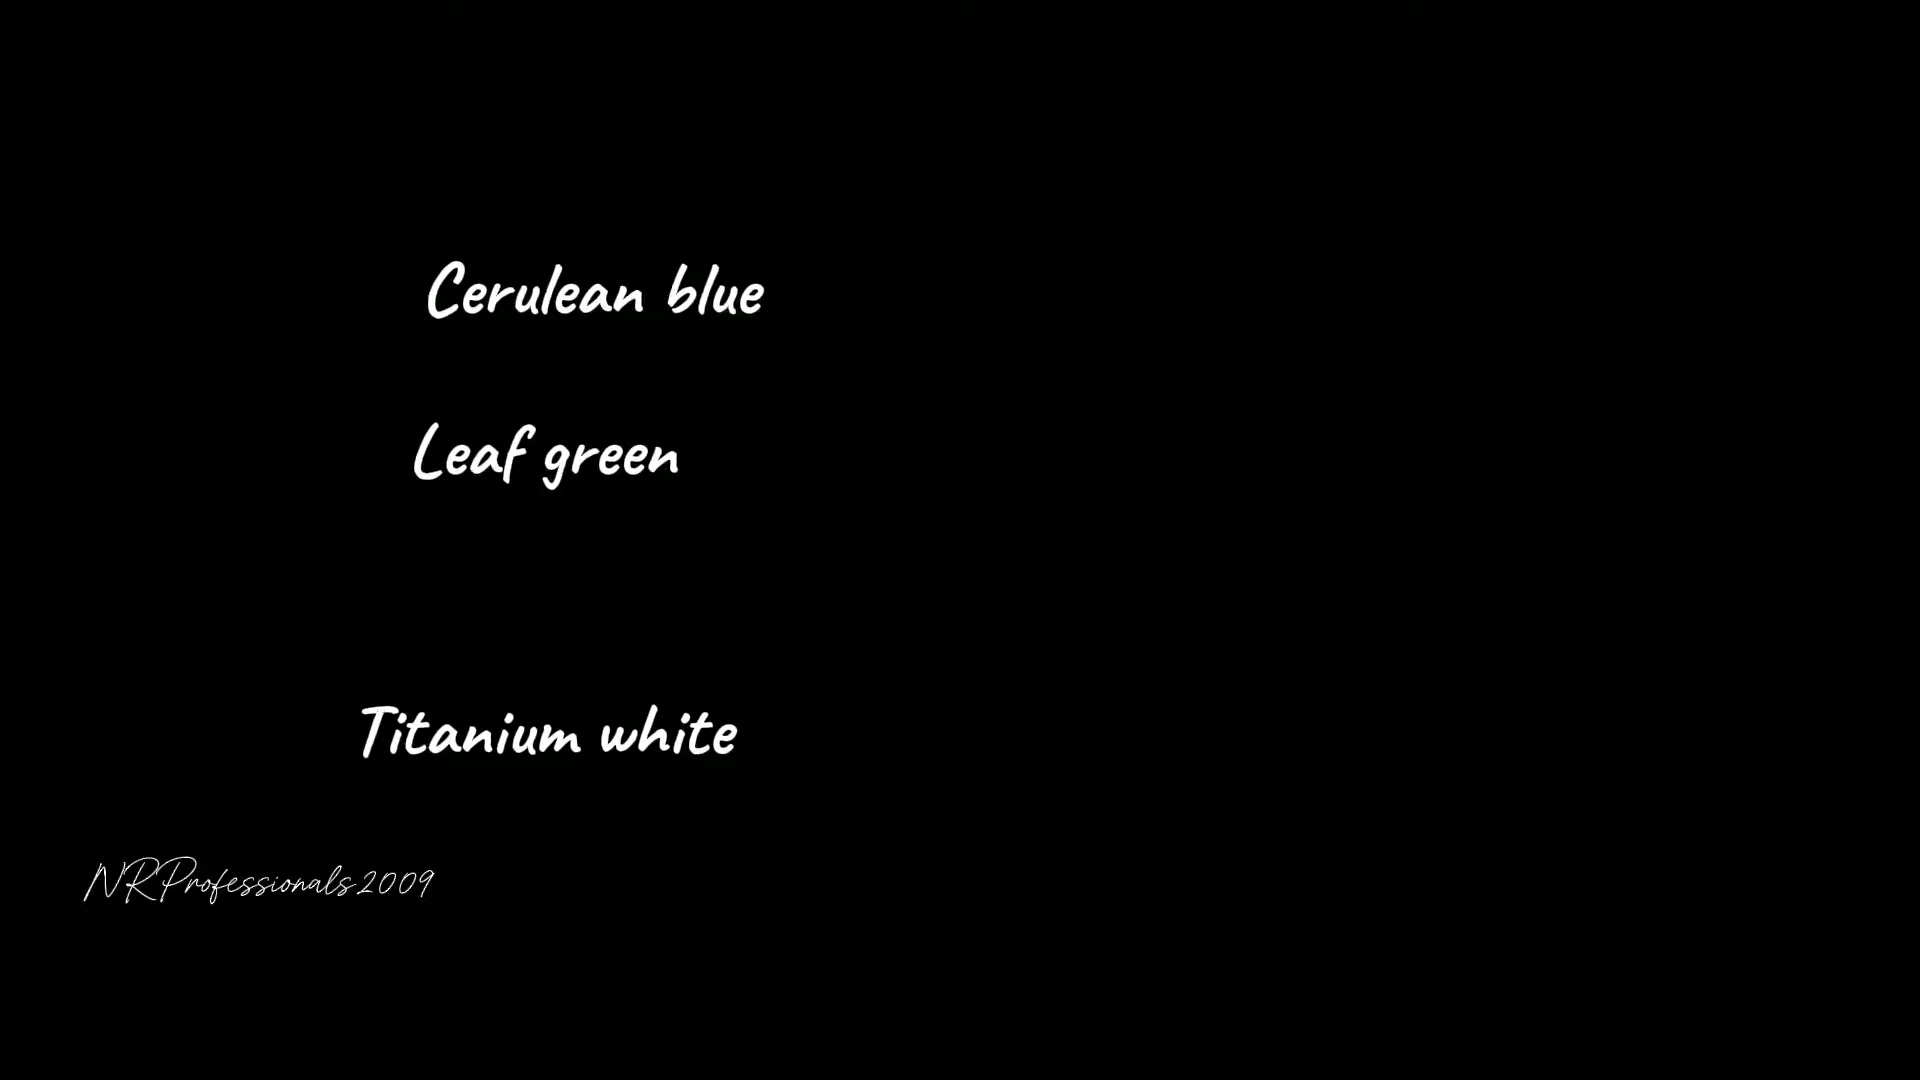 Cerulean blue
Leaf green
Titanium white
NRProfessionals2009